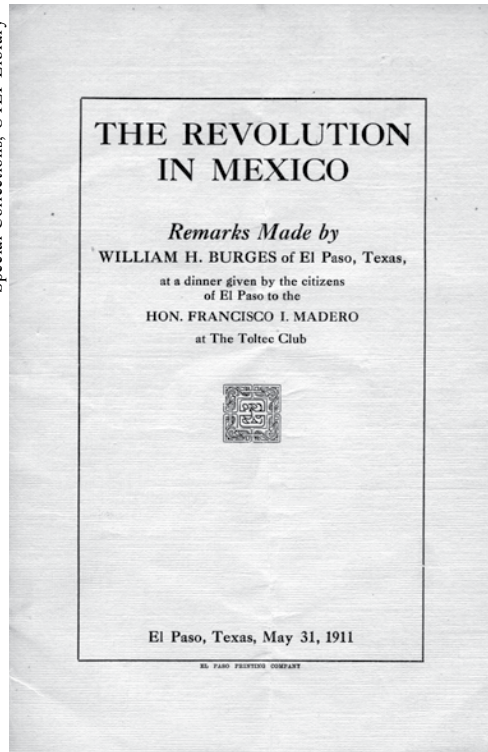 THE REVOLUTION
IN MEXICO
Remarks Made by
WILLIAM H. BURGES of El Paso, Texas,
at a dinner given by the citizens
of El Paso to the
HON. FRANCISCO I. MADERO
at The Toltec Club
El Paso, Texas, May 31, 1911
EL PASO PRINTING COMPANY